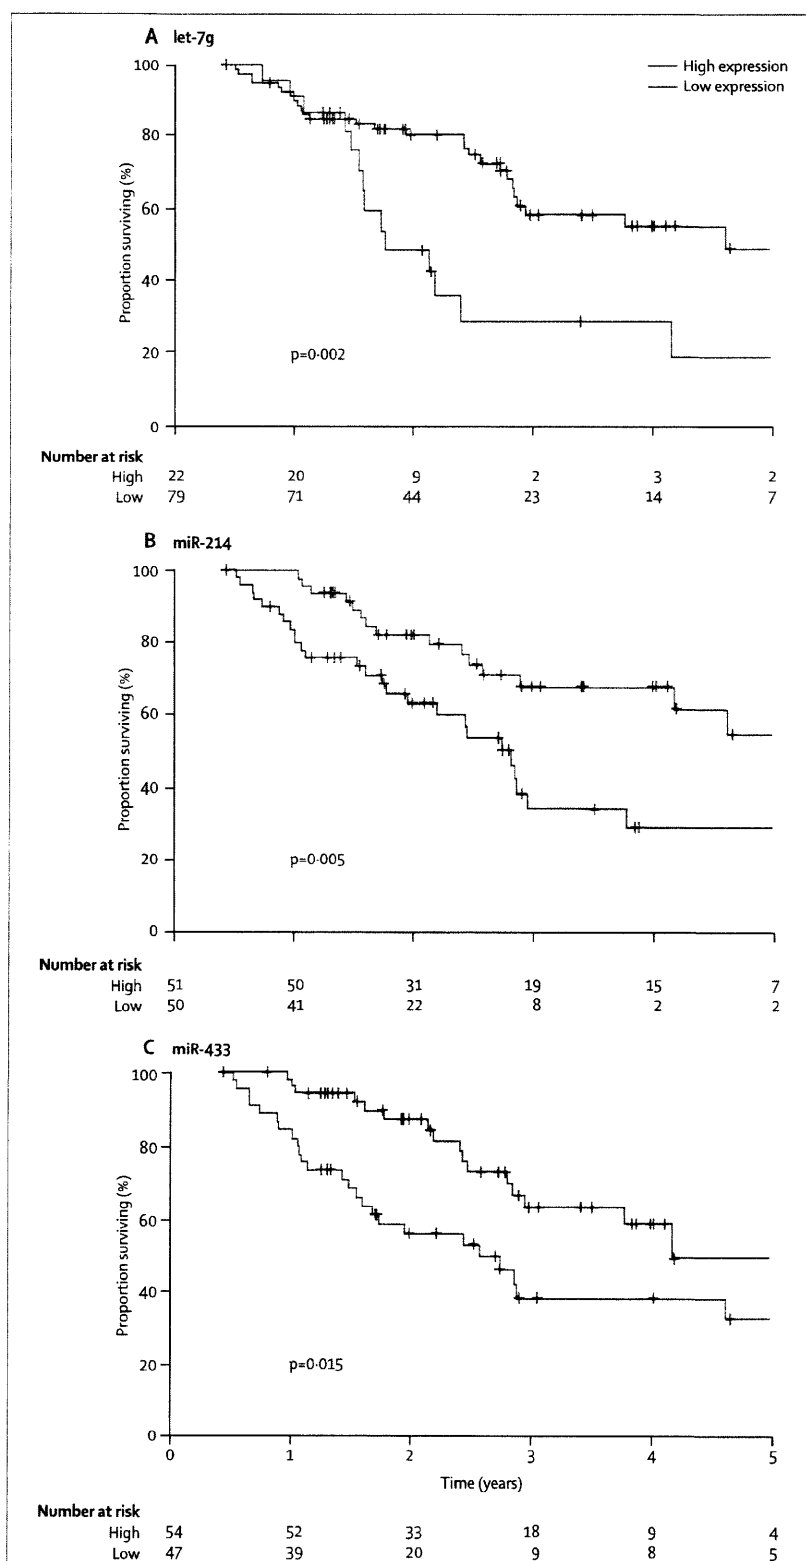 A let-7g
High expression
Low expression
100
80
60
40
20
0
Proportion surviving (%)
p=0·002
Number at risk
High 22 20 9 2 3 2
Low 79 71 44 23 14 7
B miR-214
100
80
60
40
20
0
Proportion surviving (%)
p=0·005
Number at risk
High 51 50 31 19 15 7
Low 50 41 22 8 2 2
C miR-433
100
80
60
40
20
0
Proportion surviving (%)
p=0·015
0 1 2 3 4 5
Time (years)
Number at risk
High 54 52 33 18 9 4
Low 47 39 20 9 8 5